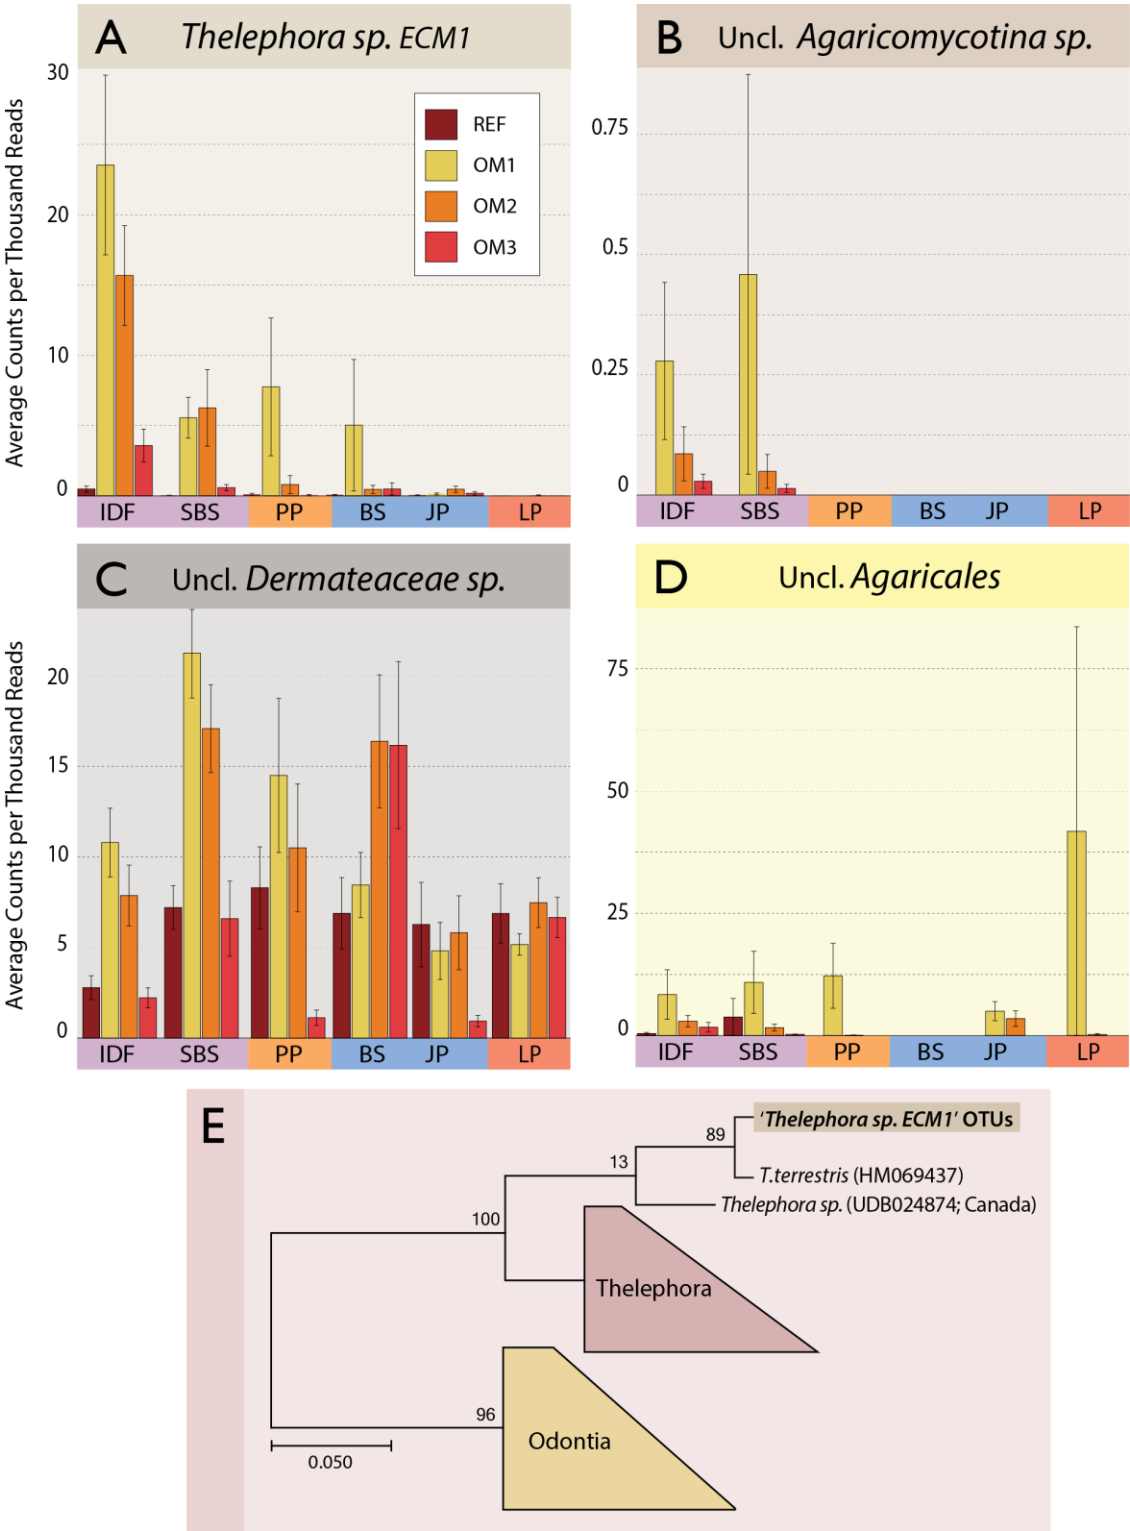 A Thelephora sp. ECM1
Average Counts per Thousand Reads
30
20
10
0
REF
OM1
OM2
OM3
IDF SBS PP BS JP LP
B Uncl. Agaricomycotina sp.
0.75
0.5
0.25
0
IDF SBS PP BS JP LP
C Uncl. Dermateaceae sp.
Average Counts per Thousand Reads
20
15
10
5
0
IDF SBS PP BS JP LP
D Uncl. Agaricales
75
50
25
0
IDF SBS PP BS JP LP
E
'Thelephora sp. ECM1' OTUs
89
T.terrestris (HM069437)
13
Thelephora sp. (UDB024874; Canada)
100
Thelephora
96
Odontia
0.050